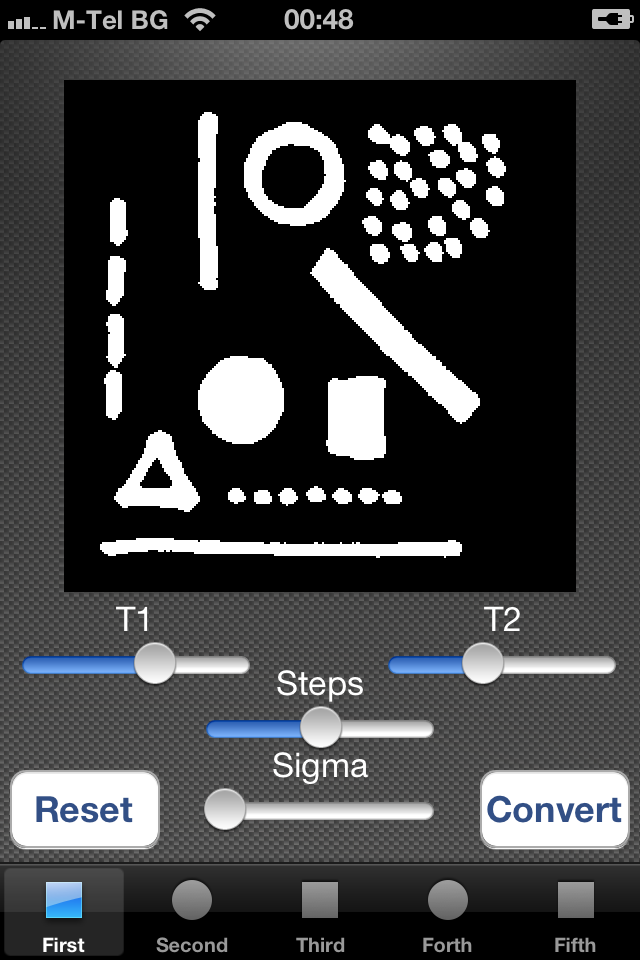 M-Tel BG 00:48
T1 T2
Steps
Sigma
Reset Convert
First Second Third Forth Fifth